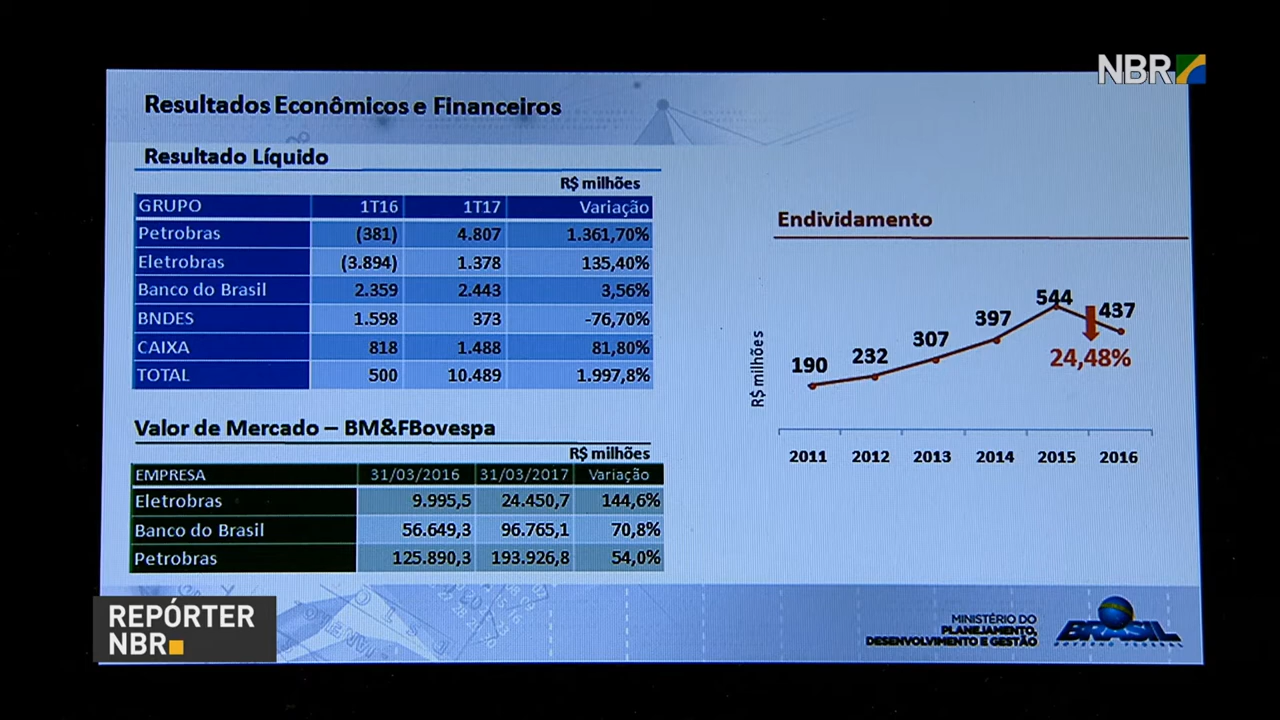 NBR
Resultados Econômicos e Financeiros
Resultado Líquido
R$ milhões
GRUPO 1T16 1T17 Variação
Petrobras (381) 4.807 1.361,70%
Eletrobras (3.894) 1.378 135,40%
Banco do Brasil 2.359 2.443 3,56%
BNDES 1.598 373 -76,70%
CAIXA 818 1.488 81,80%
TOTAL 500 10.489 1.997,8%
Valor de Mercado – BM&FBovespa
R$ milhões
EMPRESA 31/03/2016 31/03/2017 Variação
Eletrobras 9.995,5 24.450,7 144,6%
Banco do Brasil 56.649,3 96.765,1 70,8%
Petrobras 125.890,3 193.926,8 54,0%
Endividamento
R$ milhões
190 232 307 397 544 437
24,48%
2011 2012 2013 2014 2015 2016
REPÓRTER
NBR
MINISTÉRIO DO
PLANEJAMENTO,
DESENVOLVIMENTO E GESTÃO
BRASIL
GOVERNO FEDERAL